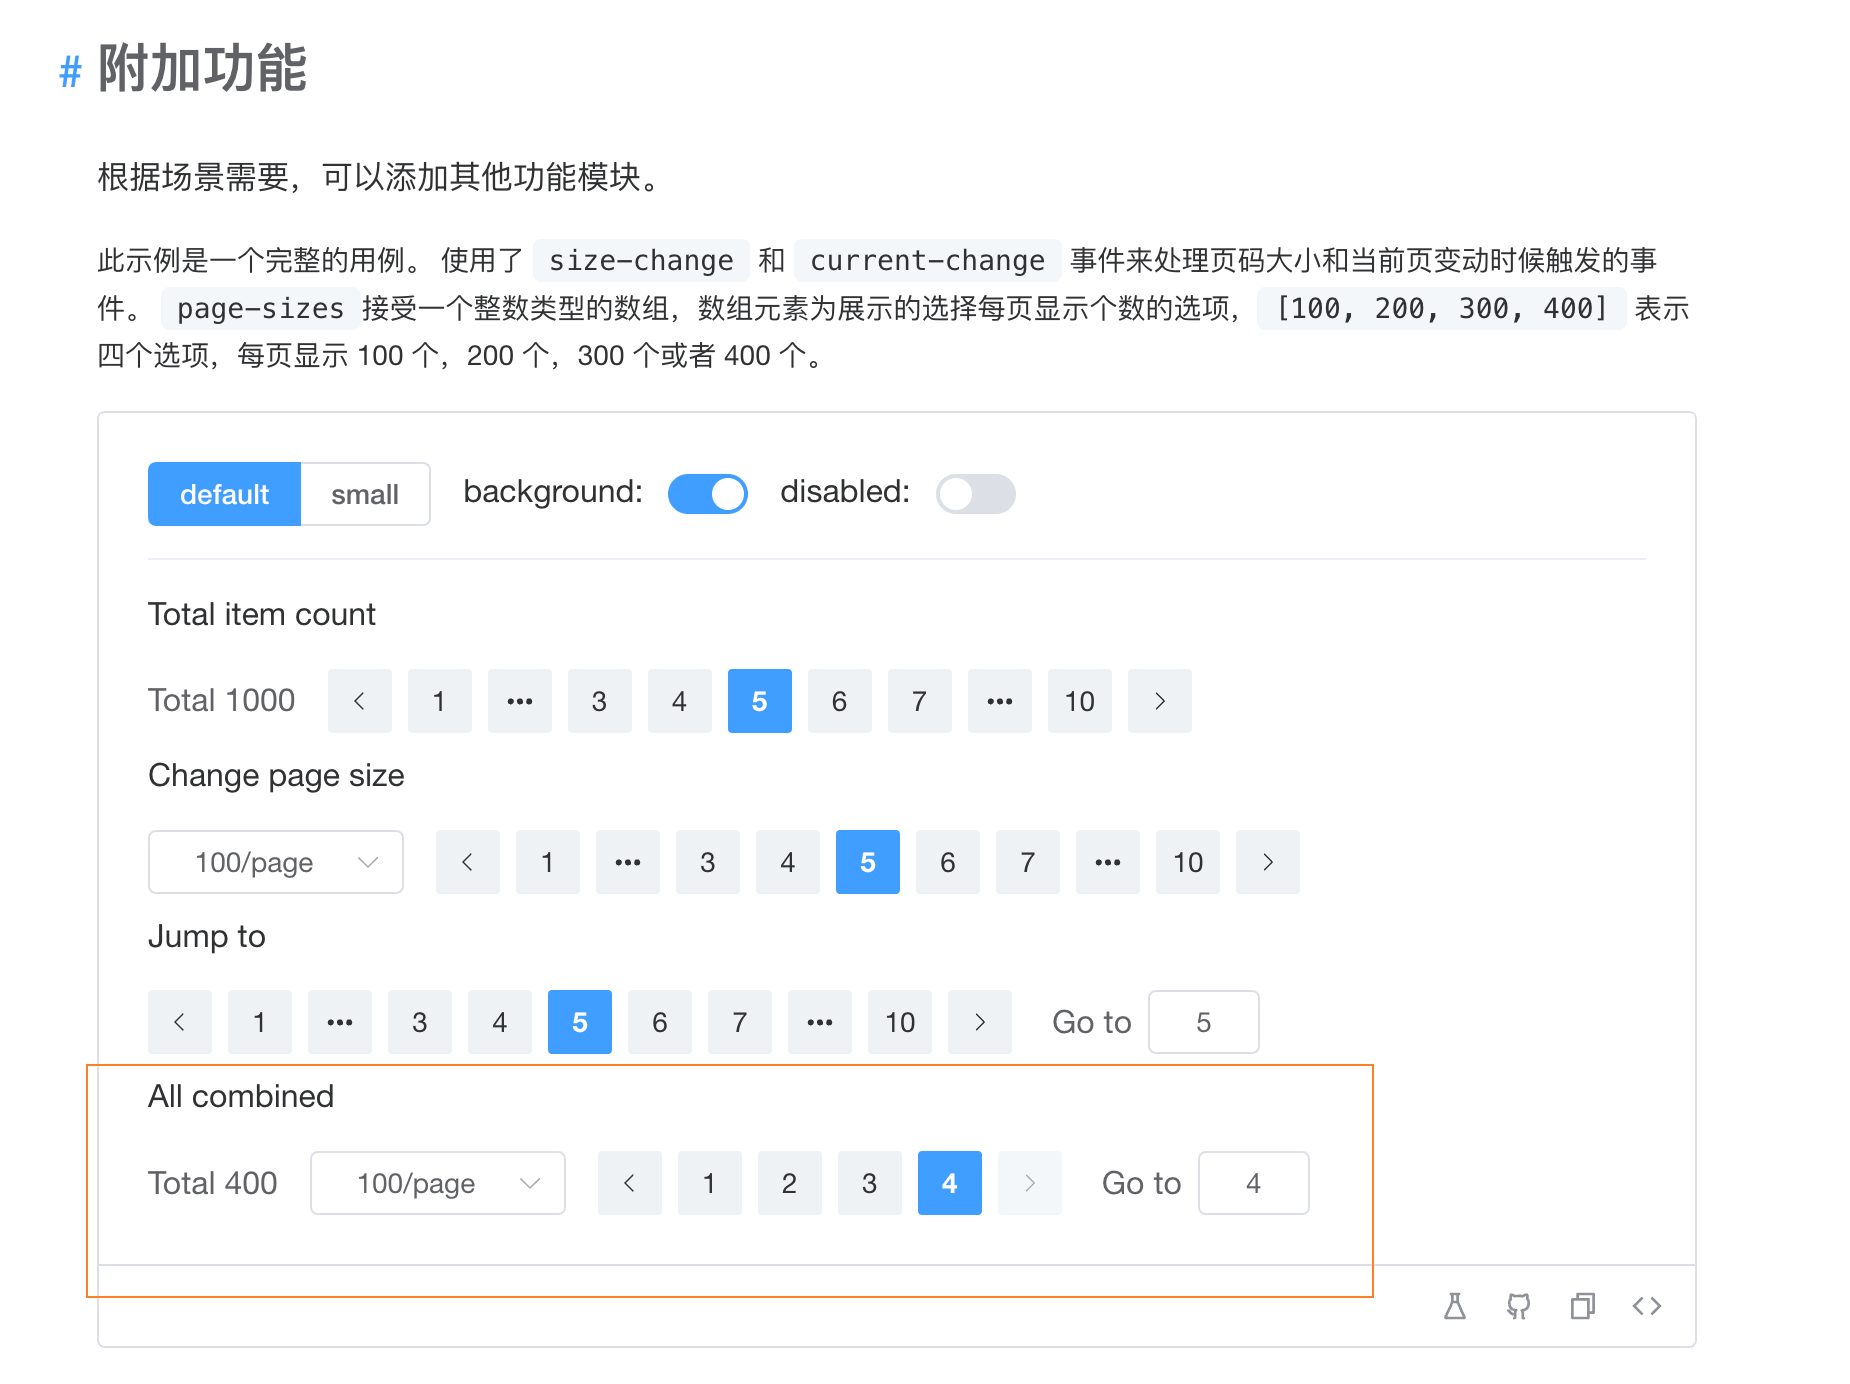 # 附加功能
根据场景需要，可以添加其他功能模块。
此示例是一个完整的用例。 使用了 size-change 和 current-change 事件来处理页码大小和当前页变动时候触发的事
件。 page-sizes接受一个整数类型的数组，数组元素为展示的选择每页显示个数的选项， [100, 200, 300, 400] 表示
四个选项，每页显示 100 个，200 个，300 个或者 400 个。
default small background: disabled:
Total item count
Total 1000 < 1 ••• 3 4 5 6 7 ••• 10 >
Change page size
100/page < 1 ••• 3 4 5 6 7 ••• 10 >
Jump to
< 1 ••• 3 4 5 6 7 ••• 10 > Go to 5
All combined
Total 400 100/page < 1 2 3 4 > Go to 4